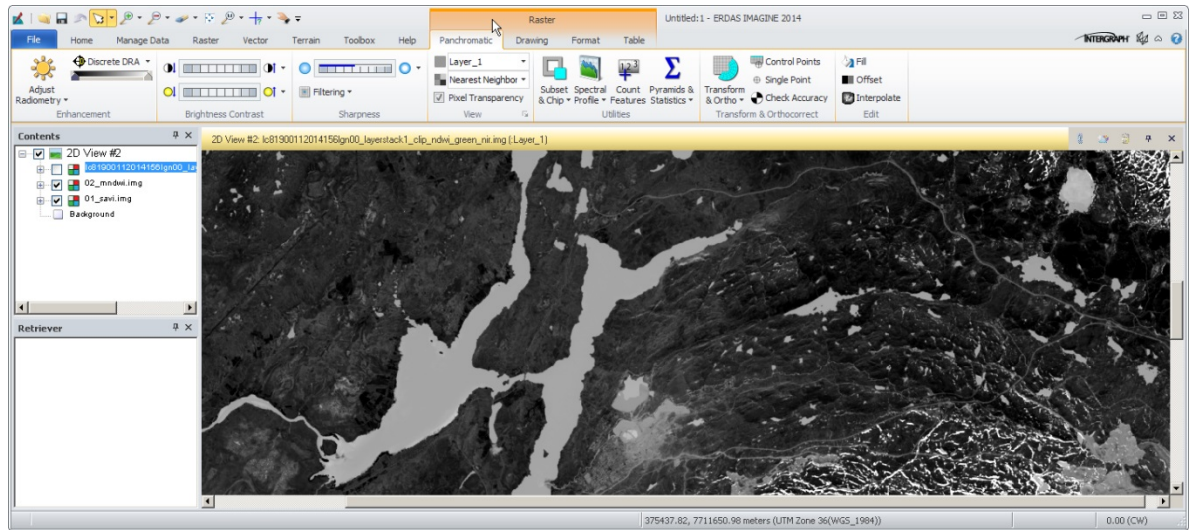 Raster
Untitled:1 - ERDAS IMAGINE 2014
File Home Manage Data Raster Vector Terrain Toolbox Help Panchromatic Drawing Format Table INTERGRAPH
Discrete DRA
Adjust
Radiometry
Enhancement
Brightness Contrast
Filtering
Sharpness
Layer_1
Nearest Neighbor
Pixel Transparency
View
Subset
& Chip
Spectral
Profile
Count
Features
Pyramids &
Statistics
Utilities
Transform
& Ortho
Control Points
Single Point
Check Accuracy
Transform & Orthocorrect
Fill
Offset
Interpolate
Edit
Contents
2D View #2
lc81900112014156lgn00_la
02_mndwi.img
01_savi.img
Background
Retriever
2D View #2: lc81900112014156lgn00_layerstack1_clip_ndwi_green_nir.img (:Layer_1)
375437.82, 7711650.98 meters (UTM Zone 36(WGS_1984))
0.00 (CW)